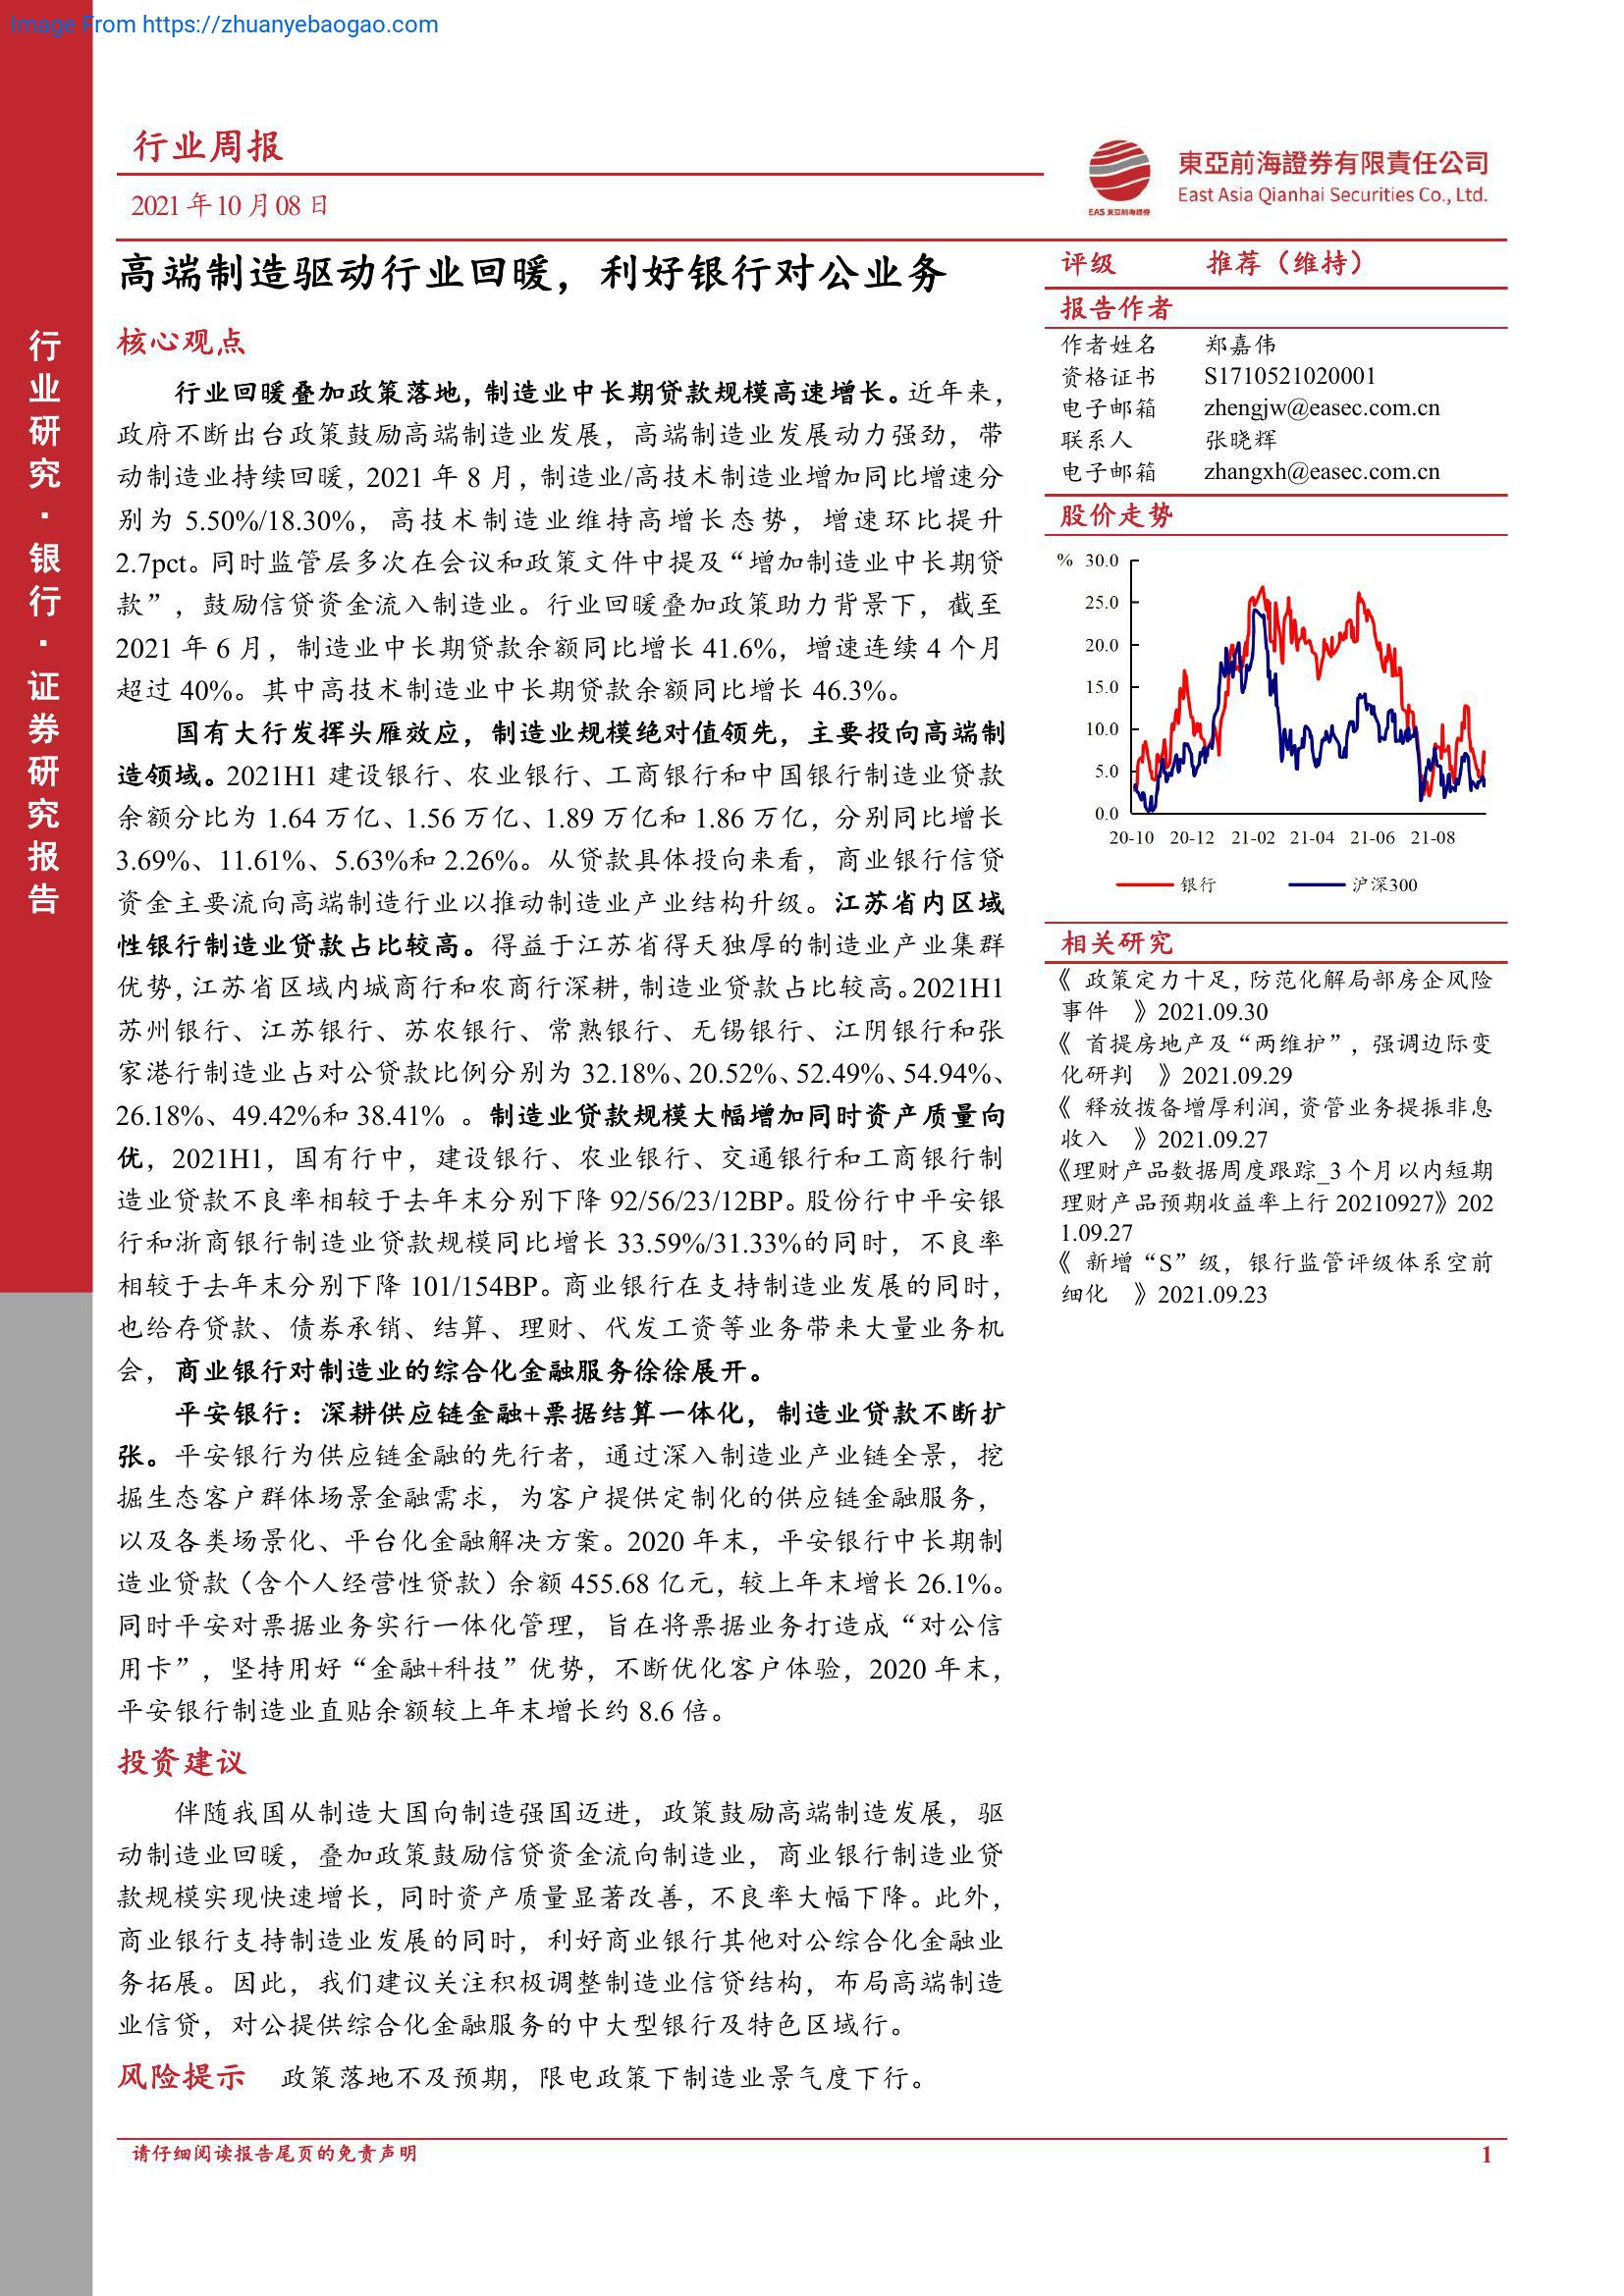 Image From https://zhuanyebaogao.com
行业研究·银行·证券研究报告
行业周报
2021年10月08日
EAS 東亞前海證券
東亞前海證券有限責任公司
East Asia Qianhai Securities Co., Ltd.
高端制造驱动行业回暖，利好银行对公业务
核心观点
行业回暖叠加政策落地，制造业中长期贷款规模高速增长。近年来，
政府不断出台政策鼓励高端制造业发展，高端制造业发展动力强劲，带
动制造业持续回暖，2021 年 8 月，制造业/高技术制造业增加同比增速分
别为 5.50%/18.30%，高技术制造业维持高增长态势，增速环比提升
2.7pct。同时监管层多次在会议和政策文件中提及“增加制造业中长期贷
款”，鼓励信贷资金流入制造业。行业回暖叠加政策助力背景下，截至
2021 年 6 月，制造业中长期贷款余额同比增长 41.6%，增速连续 4 个月
超过 40%。其中高技术制造业中长期贷款余额同比增长 46.3%。
国有大行发挥头雁效应，制造业规模绝对值领先，主要投向高端制
造领域。2021H1 建设银行、农业银行、工商银行和中国银行制造业贷款
余额分比为 1.64 万亿、1.56 万亿、1.89 万亿和 1.86 万亿，分别同比增长
3.69%、11.61%、5.63%和 2.26%。从贷款具体投向来看，商业银行信贷
资金主要流向高端制造行业以推动制造业产业结构升级。江苏省内区域
性银行制造业贷款占比较高。得益于江苏省得天独厚的制造业产业集群
优势，江苏省区域内城商行和农商行深耕，制造业贷款占比较高。2021H1
苏州银行、江苏银行、苏农银行、常熟银行、无锡银行、江阴银行和张
家港行制造业占对公贷款比例分别为 32.18%、20.52%、52.49%、54.94%、
26.18%、49.42%和 38.41% 。制造业贷款规模大幅增加同时资产质量向
优，2021H1，国有行中，建设银行、农业银行、交通银行和工商银行制
造业贷款不良率相较于去年末分别下降 92/56/23/12BP。股份行中平安银
行和浙商银行制造业贷款规模同比增长 33.59%/31.33%的同时，不良率
相较于去年末分别下降 101/154BP。商业银行在支持制造业发展的同时，
也给存贷款、债券承销、结算、理财、代发工资等业务带来大量业务机
会，商业银行对制造业的综合化金融服务徐徐展开。
平安银行：深耕供应链金融+票据结算一体化，制造业贷款不断扩
张。平安银行为供应链金融的先行者，通过深入制造业产业链全景，挖
掘生态客户群体场景金融需求，为客户提供定制化的供应链金融服务，
以及各类场景化、平台化金融解决方案。2020 年末，平安银行中长期制
造业贷款（含个人经营性贷款）余额 455.68 亿元，较上年末增长 26.1%。
同时平安对票据业务实行一体化管理，旨在将票据业务打造成“对公信
用卡”，坚持用好“金融+科技”优势，不断优化客户体验，2020 年末，
平安银行制造业直贴余额较上年末增长约 8.6 倍。
投资建议
伴随我国从制造大国向制造强国迈进，政策鼓励高端制造发展，驱
动制造业回暖，叠加政策鼓励信贷资金流向制造业，商业银行制造业贷
款规模实现快速增长，同时资产质量显著改善，不良率大幅下降。此外，
商业银行支持制造业发展的同时，利好商业银行其他对公综合化金融业
务拓展。因此，我们建议关注积极调整制造业信贷结构，布局高端制造
业信贷，对公提供综合化金融服务的中大型银行及特色区域行。
风险提示 政策落地不及预期，限电政策下制造业景气度下行。
评级 推荐（维持）
报告作者
作者姓名 郑嘉伟
资格证书 S1710521020001
电子邮箱 zhengjw@easec.com.cn
联系人 张晓辉
电子邮箱 zhangxh@easec.com.cn
股价走势
% 30.0
25.0
20.0
15.0
10.0
5.0
0.0
20-10 20-12 21-02 21-04 21-06 21-08
银行 沪深300
相关研究
《 政策定力十足，防范化解局部房企风险
事件 》2021.09.30
《 首提房地产及“两维护”，强调边际变
化研判 》2021.09.29
《 释放拨备增厚利润，资管业务提振非息
收入 》2021.09.27
《理财产品数据周度跟踪_3 个月以内短期
理财产品预期收益率上行 20210927》202
1.09.27
《 新增“S”级，银行监管评级体系空前
细化 》2021.09.23
请仔细阅读报告尾页的免责声明
1